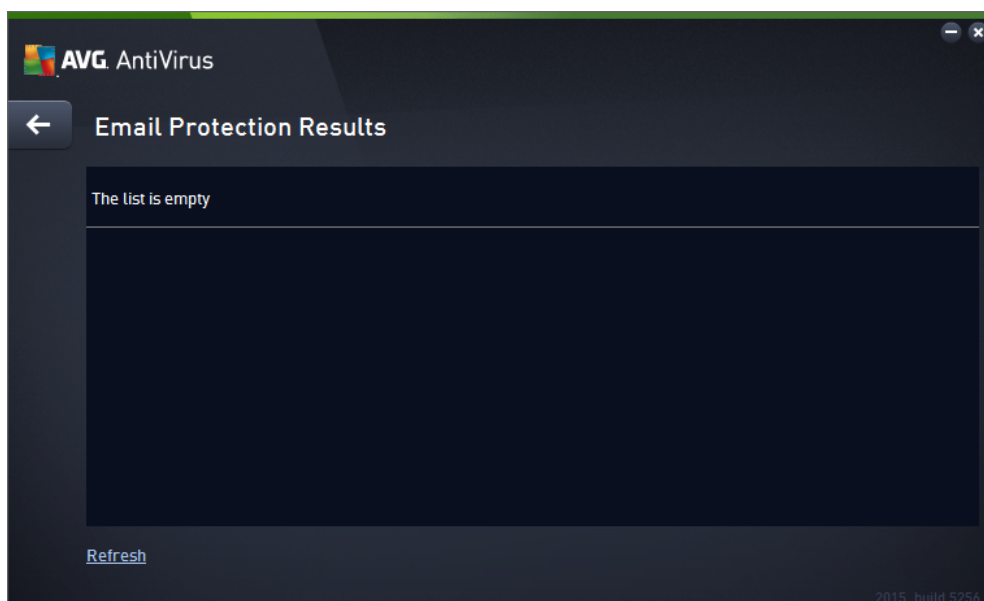 AVG. AntiVirus
Email Protection Results
The list is empty
Refresh
2015 build 5256